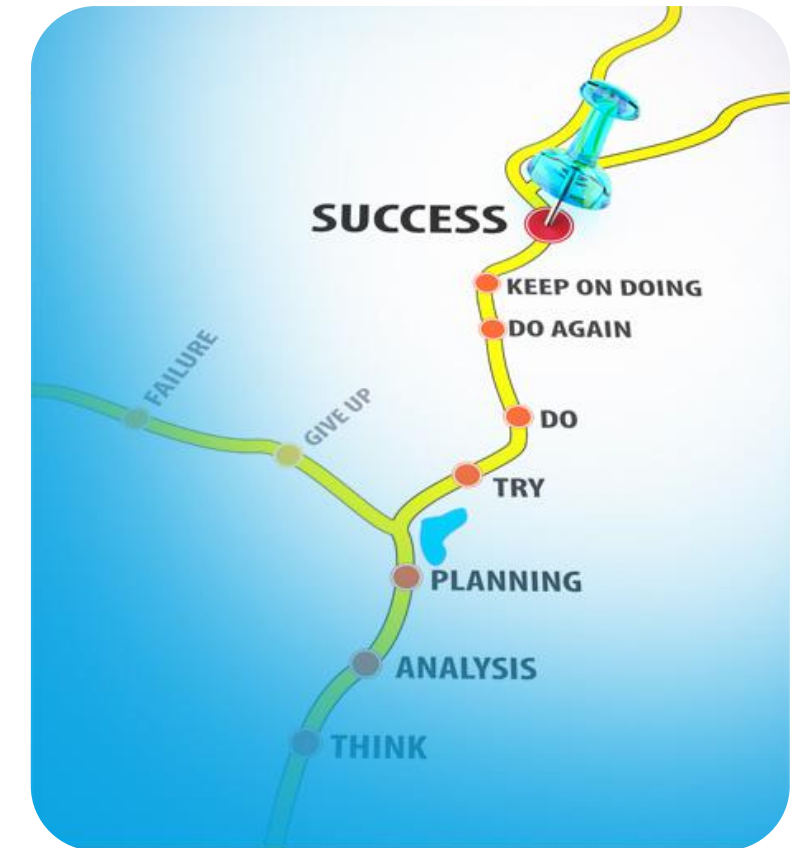 SUCCESS
KEEP ON DOING
DO AGAIN
FAILURE
GIVE UP
DO
TRY
PLANNING
ANALYSIS
THINK